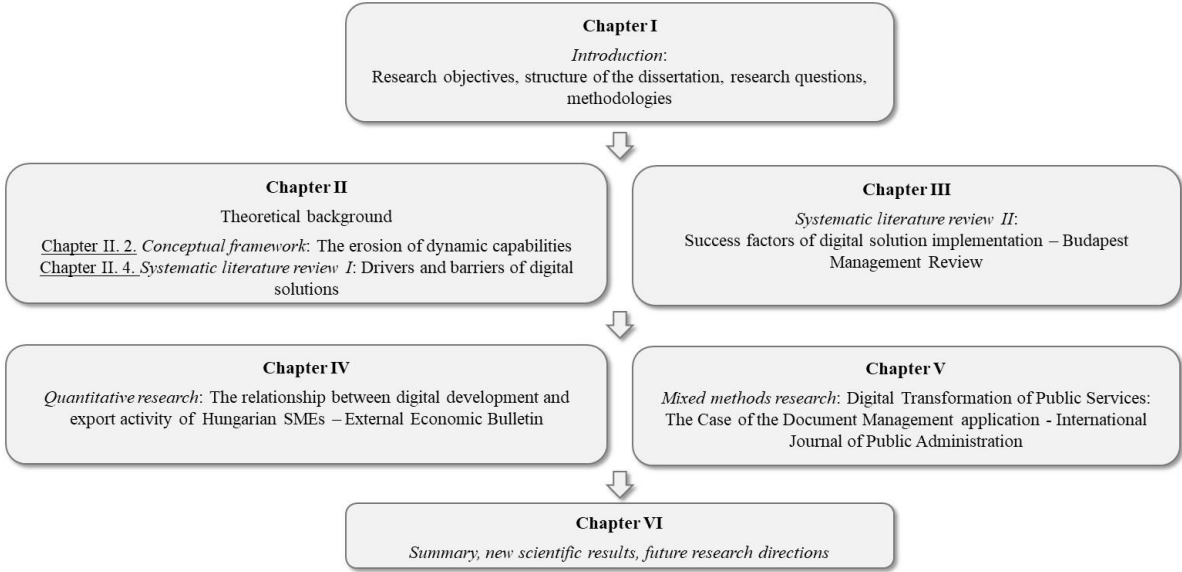 Chapter I
Introduction:
Research objectives, structure of the dissertation, research questions,
methodologies
Chapter II
Theoretical background
Chapter II. 2. Conceptual framework: The erosion of dynamic capabilities
Chapter II. 4. Systematic literature review I: Drivers and barriers of digital
solutions
Chapter III
Systematic literature review II:
Success factors of digital solution implementation – Budapest
Management Review
Chapter IV
Quantitative research: The relationship between digital development and
export activity of Hungarian SMEs – External Economic Bulletin
Chapter V
Mixed methods research: Digital Transformation of Public Services:
The Case of the Document Management application - International
Journal of Public Administration
Chapter VI
Summary, new scientific results, future research directions